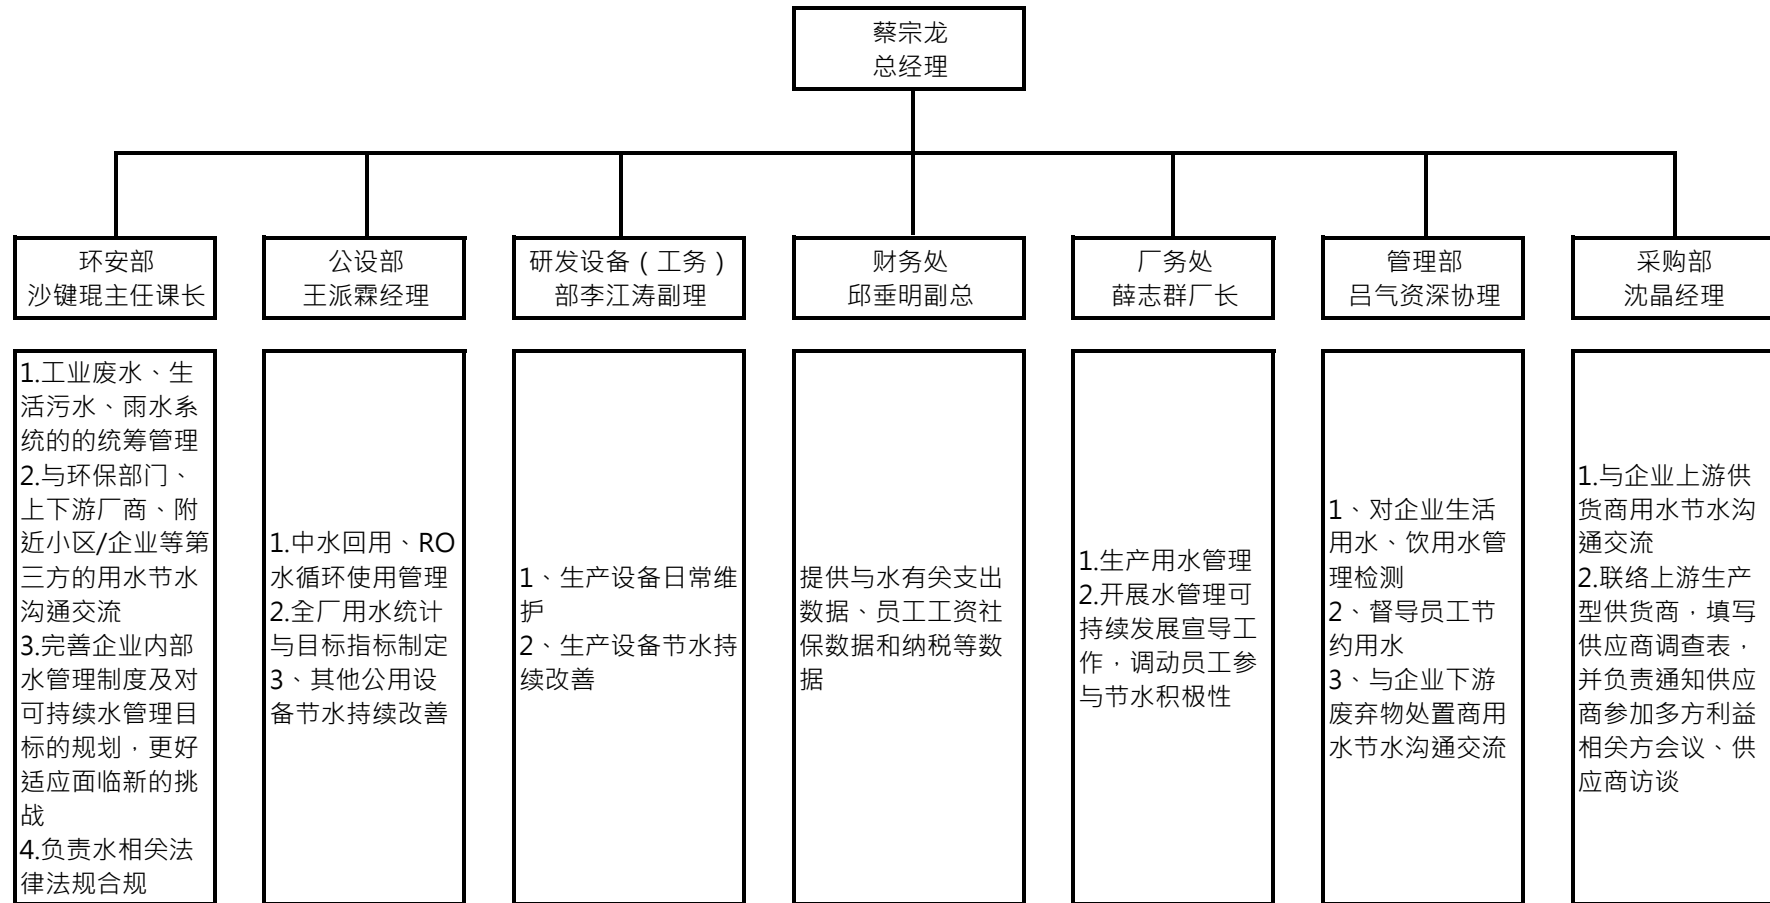 蔡宗龙
总经理
环安部
沙键琨主任课长
公设部
王派霖经理
研发设备（工务）
部李江涛副理
财务处
邱垂明副总
厂务处
薛志群厂长
管理部
吕气资深协理
采购部
沈晶经理
1.工业废水、生
活污水、雨水系
统的的统筹管理
2.与环保部门、
上下游厂商、附
近小区/企业等第
三方的用水节水
沟通交流
3.完善企业内部
水管理制度及对
可持续水管理目
标的规划，更好
适应面临新的挑
战
4.负责水相关法
律法规合规
1.中水回用、RO
水循环使用管理
2.全厂用水统计
与目标指标制定
3、其他公用设
备节水持续改善
1、生产设备日常维
护
2、生产设备节水持
续改善
提供与水有关支出
数据、员工工资社
保数据和纳税等数
据
1.生产用水管理
2.开展水管理可
持续发展宣导工
作，调动员工参
与节水积极性
1、对企业生活
用水、饮用水管
理检测
2、督导员工节
约用水
3、与企业下游
废弃物处置商用
水节水沟通交流
1.与企业上游供
货商用水节水沟
通交流
2.联络上游生产
型供货商，填写
供应商调查表，
并负责通知供应
商参加多方利益
相关方会议、供
应商访谈